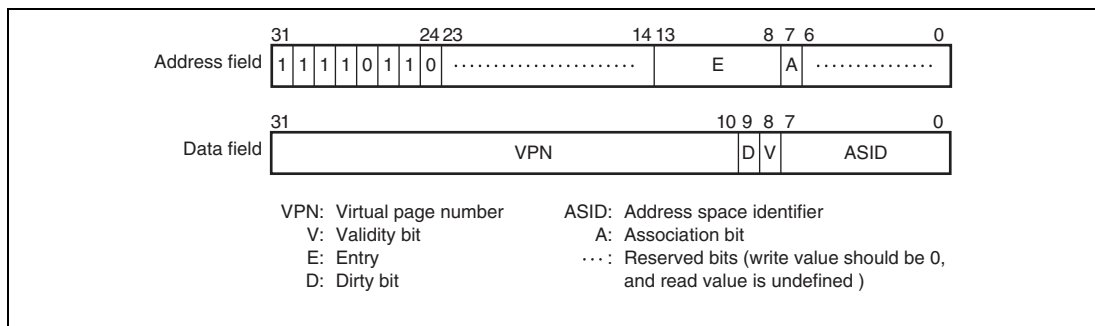 31 24 23 14 13 8 7 6 0
Address field 1 1 1 1 0 1 1 0 ........................ E A ...............
31 10 9 8 7 0
Data field VPN D V ASID
VPN: Virtual page number ASID: Address space identifier
V: Validity bit A: Association bit
E: Entry ··· : Reserved bits (write value should be 0,
D: Dirty bit and read value is undefined )